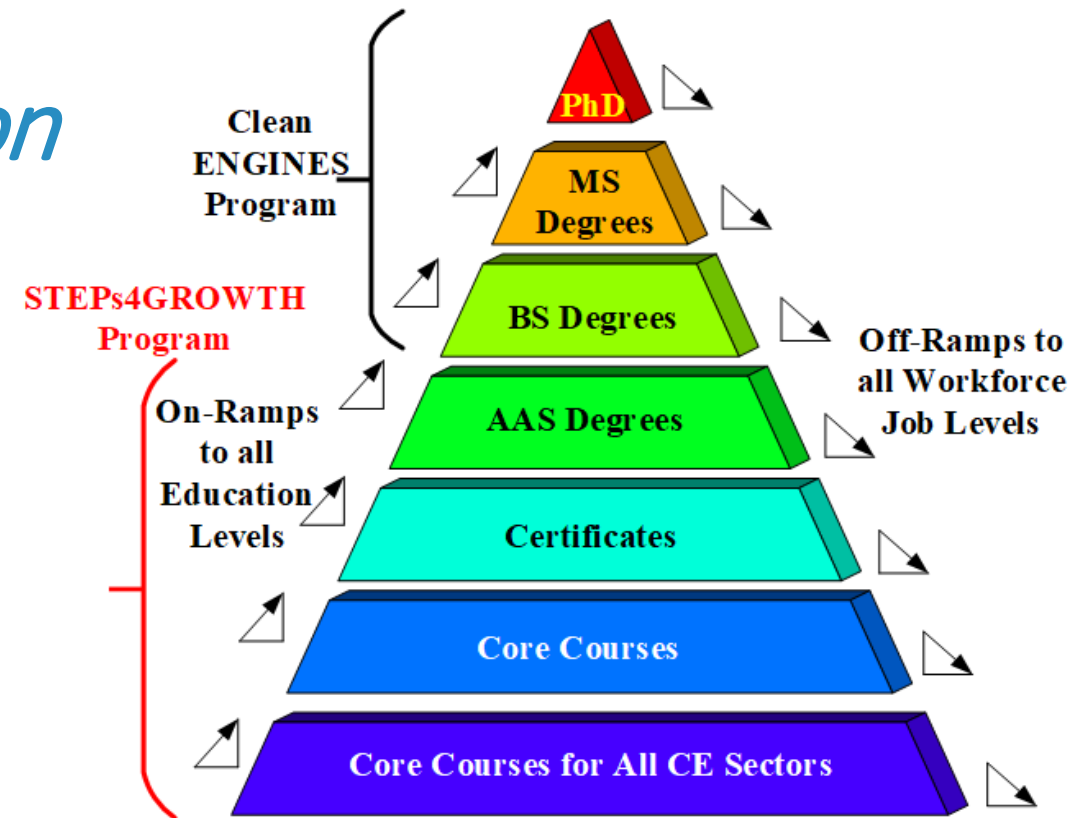 on
Clean
ENGINES
Program
STEPs4GROWTH
Program
On-Ramps
to all
Education
Levels
PhD
MS
Degrees
BS Degrees
AAS Degrees
Certificates
Core Courses
Core Courses for All CE Sectors
Off-Ramps to
all Workforce
Job Levels